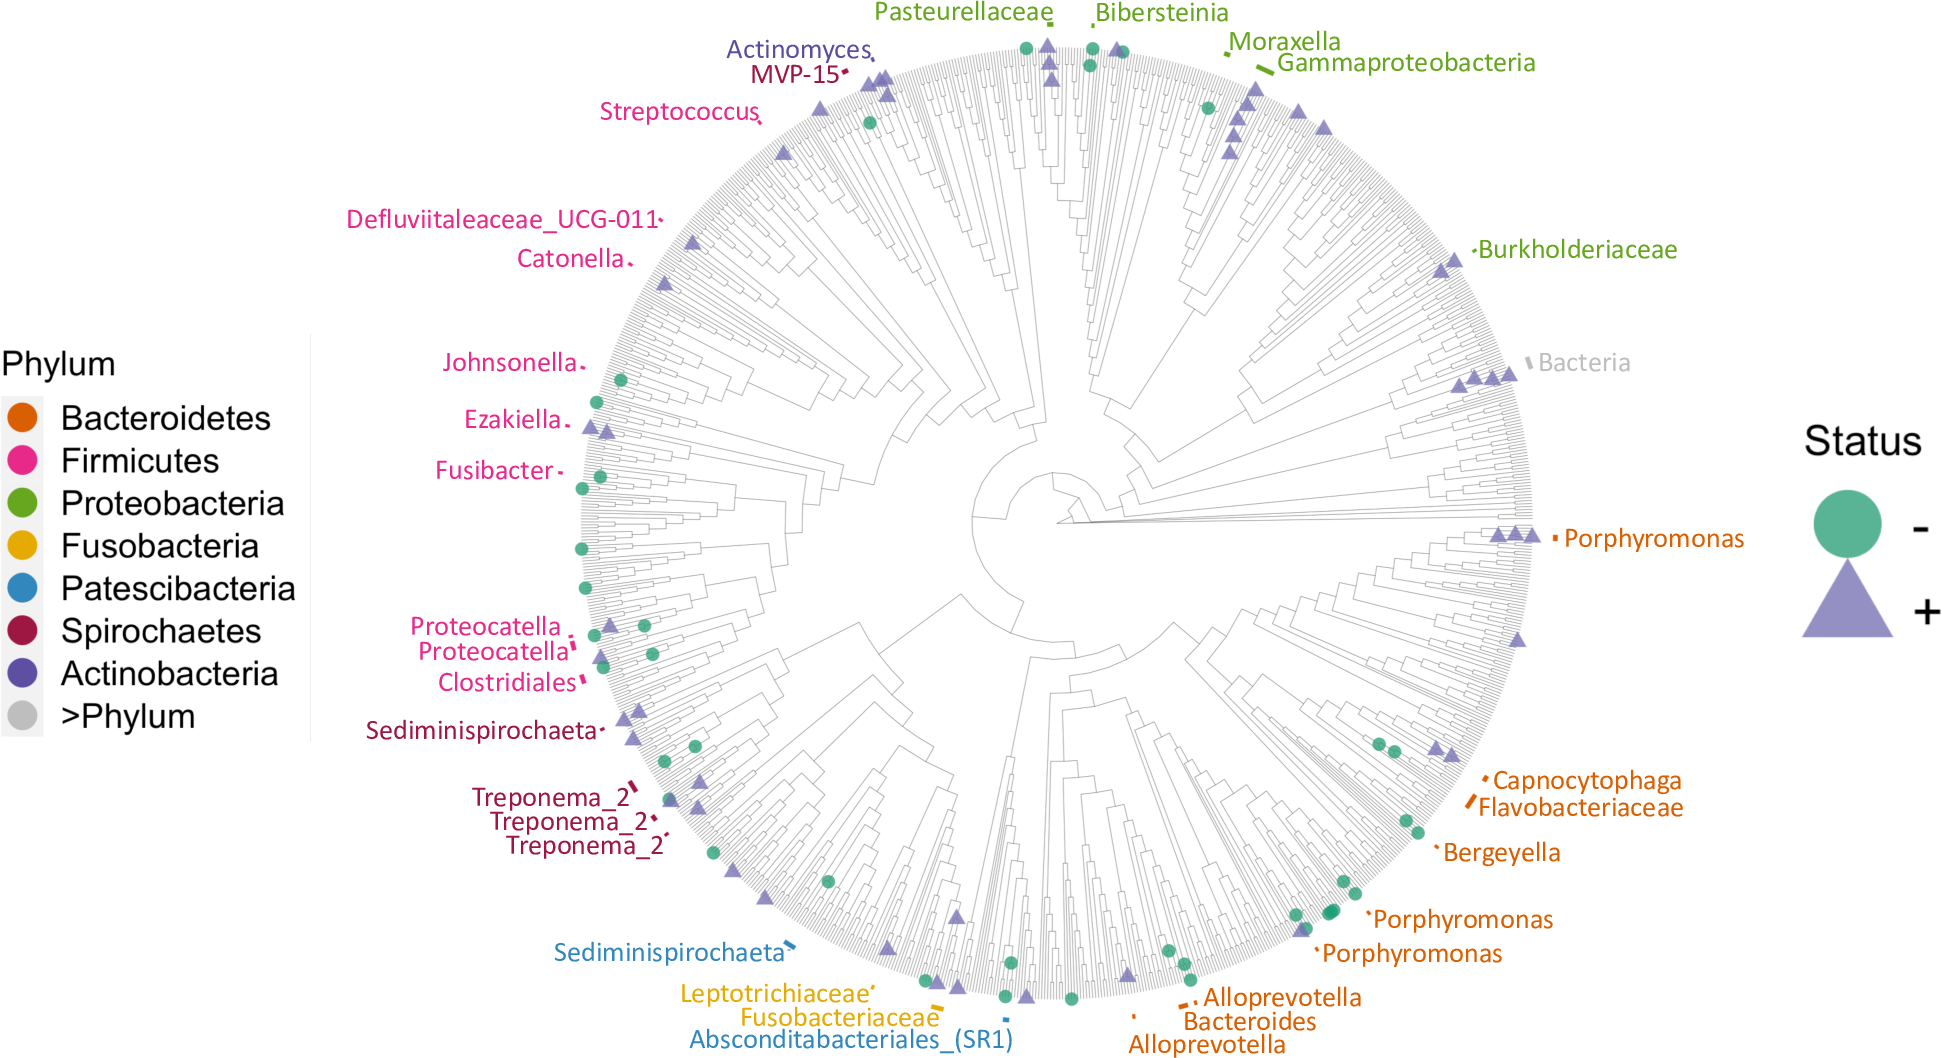 Pasteurellaceae
Bibersteinia
Actinomyces
Moraxella
MVP-15
Gammaproteobacteria
Streptococcus
Defluviitaleaceae_UCG-011
Catonella
Burkholderiaceae
Johnsonella
Bacteria
Ezakiella
Fusibacter
Porphyromonas
Proteocatella
Proteocatella
Clostridiales
Sediminispirochaeta
Treponema_2
Treponema_2
Treponema_2
Capnocytophaga
Flavobacteriaceae
Bergeyella
Porphyromonas
Porphyromonas
Sediminispirochaeta
Leptotrichiaceae
Fusobacteriaceae
Absconditabacteriales_(SR1)
Alloprevotella
Bacteroides
Alloprevotella
Phylum
Bacteroidetes
Firmicutes
Proteobacteria
Fusobacteria
Patescibacteria
Spirochaetes
Actinobacteria
>Phylum
Status
-
+